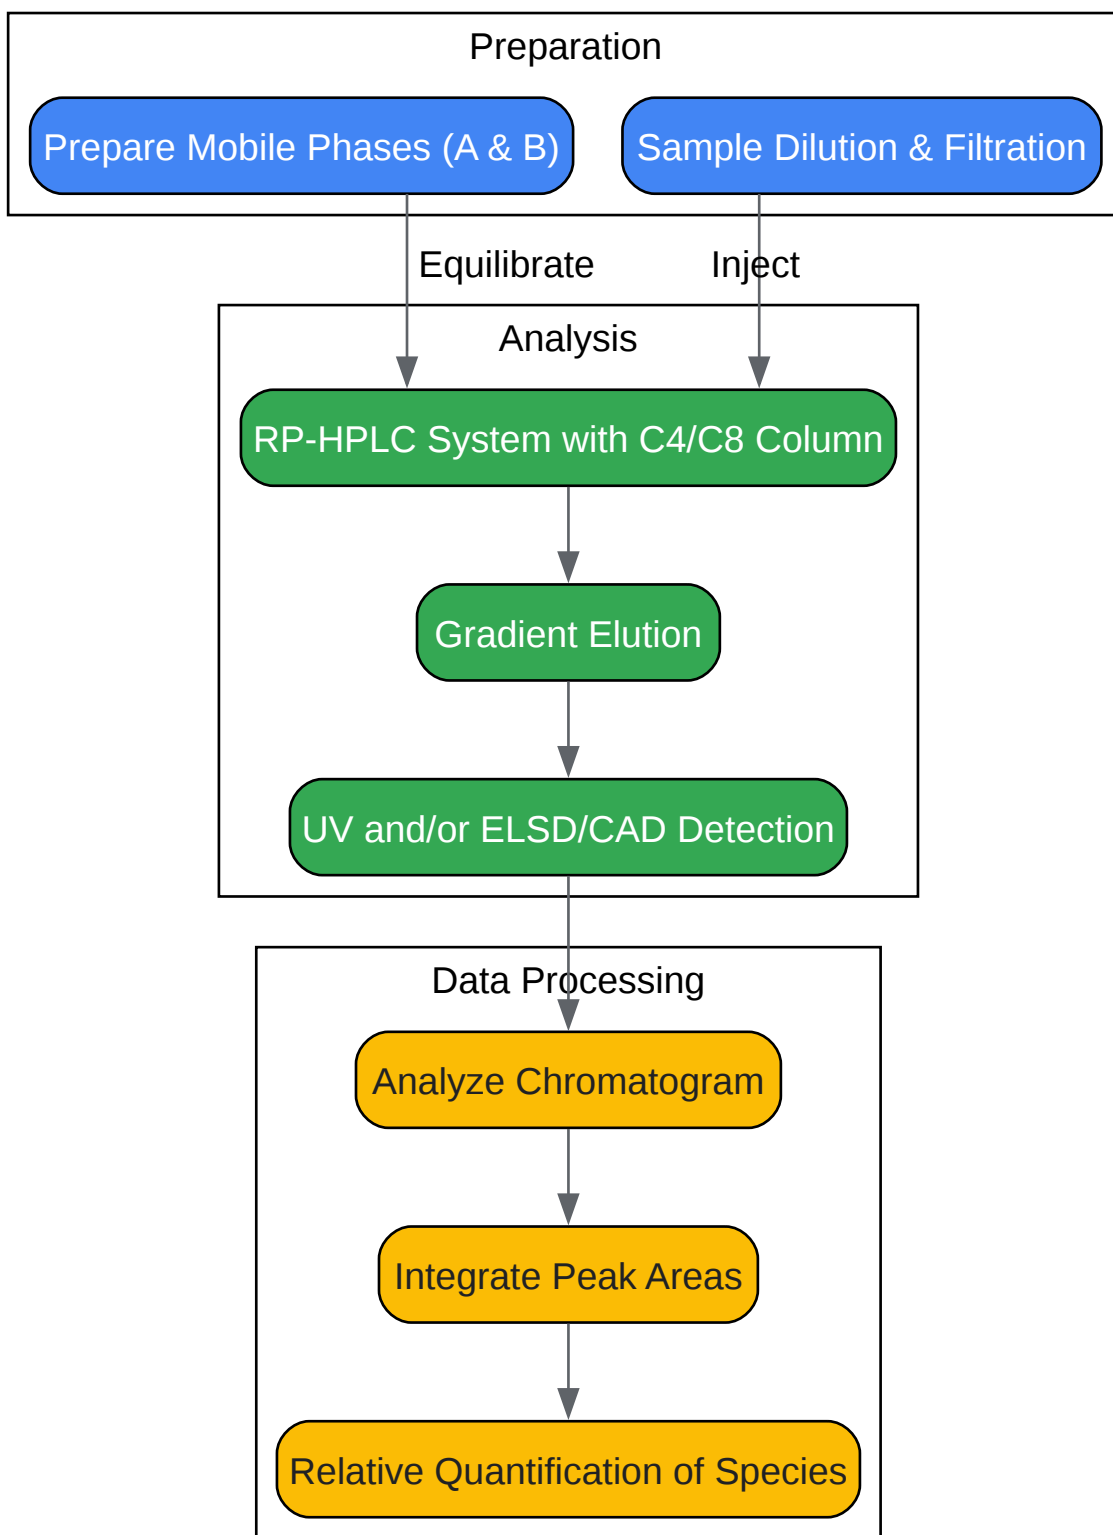 Preparation
Prepare Mobile Phases (A & B)
Sample Dilution & Filtration
Equilibrate
Inject
Analysis
RP-HPLC System with C4/C8 Column
Gradient Elution
UV and/or ELSD/CAD Detection
Data Processing
Analyze Chromatogram
Integrate Peak Areas
Relative Quantification of Species